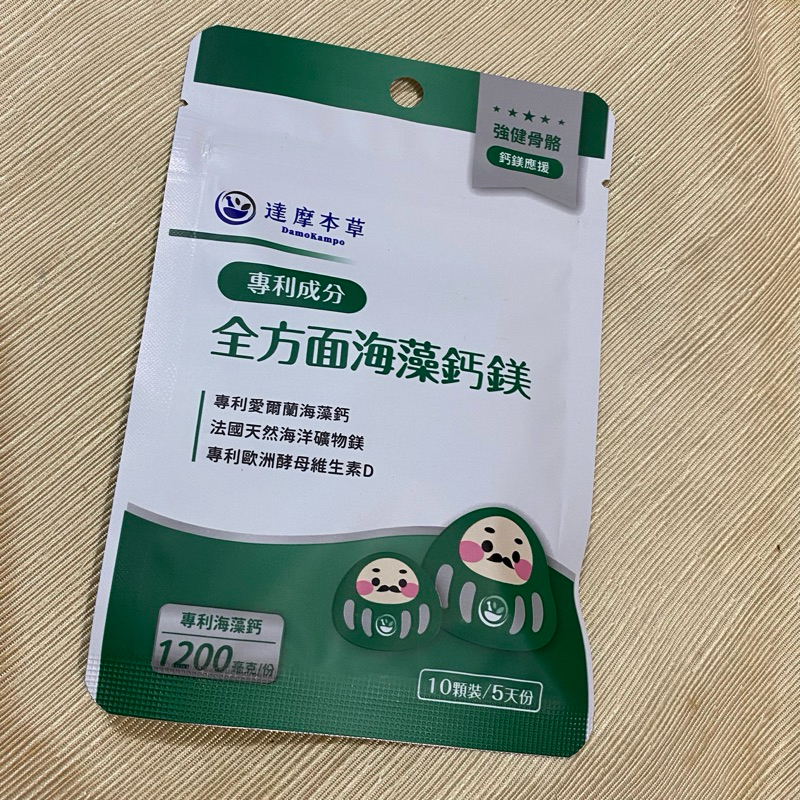 強健骨骼
鈣鎂應援
達摩本草
DamoKampo
專利成分
全方面海藻鈣鎂
專利愛爾蘭海藻鈣
法國天然海洋礦物鎂
專利歐洲酵母維生素D
專利海藻鈣
1200毫克/份
10顆裝/5天份